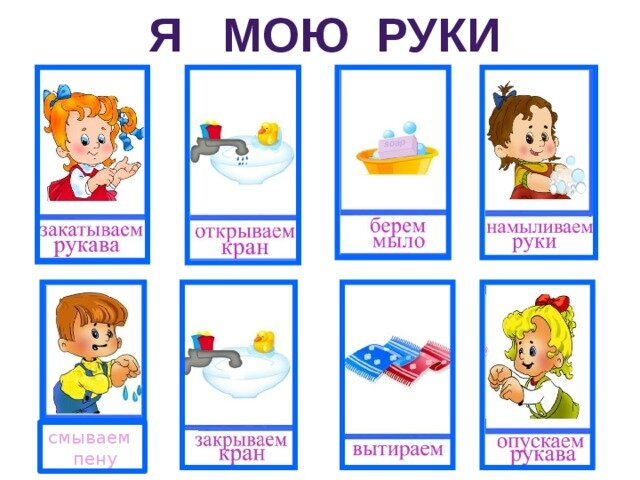 Я МОЮ РУКИ
закатываем
рукава
открываем
кран
soap
берем
мыло
намыливаем
руки
смываем
пену
закрываем
кран
вытираем
опускаем
рукава